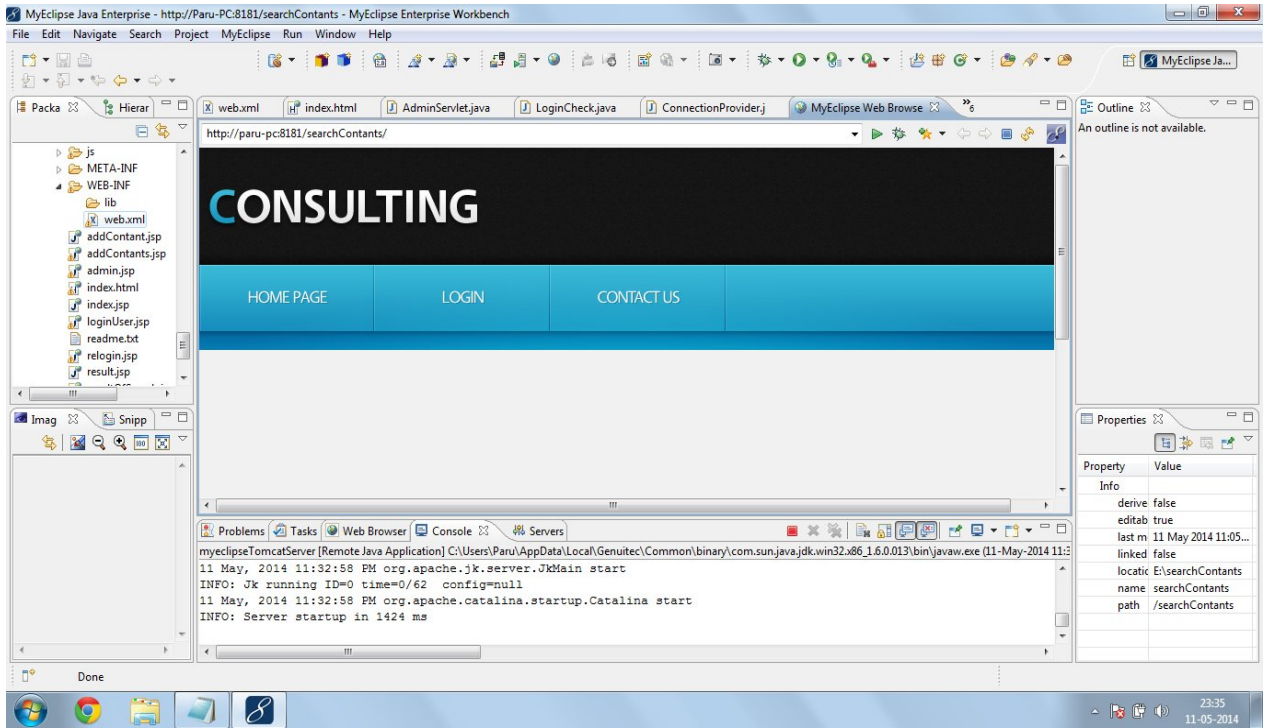 MyEclipse Java Enterprise - http://Paru-PC:8181/searchContants - MyEclipse Enterprise Workbench
File Edit Navigate Search Project MyEclipse Run Window Help
MyEclipse Ja...
Packa Hierar
web.xml index.html AdminServlet.java LoginCheck.java ConnectionProvider.j MyEclipse Web Browse »6
Outline
http://paru-pc:8181/searchContants/
An outline is not available.
js
META-INF
WEB-INF
lib
web.xml
addContant.jsp
addContants.jsp
admin.jsp
index.html
index.jsp
loginUser.jsp
readme.txt
relogin.jsp
result.jsp
CONSULTING
HOME PAGE LOGIN CONTACT US
Imag Snipp
Properties
Property Value
Info
derive false
editab true
last m 11 May 2014 11:05...
linked false
locatic E:\searchContants
name searchContants
path /searchContants
Problems Tasks Web Browser Console Servers
myeclipseTomcatServer [Remote Java Application] C:\Users\Paru\AppData\Local\Genuitec\Common\binary\com.sun.java.jdk.win32.x86_1.6.0.013\bin\javaw.exe (11-May-2014 11:3
11 May, 2014 11:32:58 PM org.apache.jk.server.JkMain start
INFO: Jk running ID=0 time=0/62 config=null
11 May, 2014 11:32:58 PM org.apache.catalina.startup.Catalina start
INFO: Server startup in 1424 ms
Done
23:35
11-05-2014